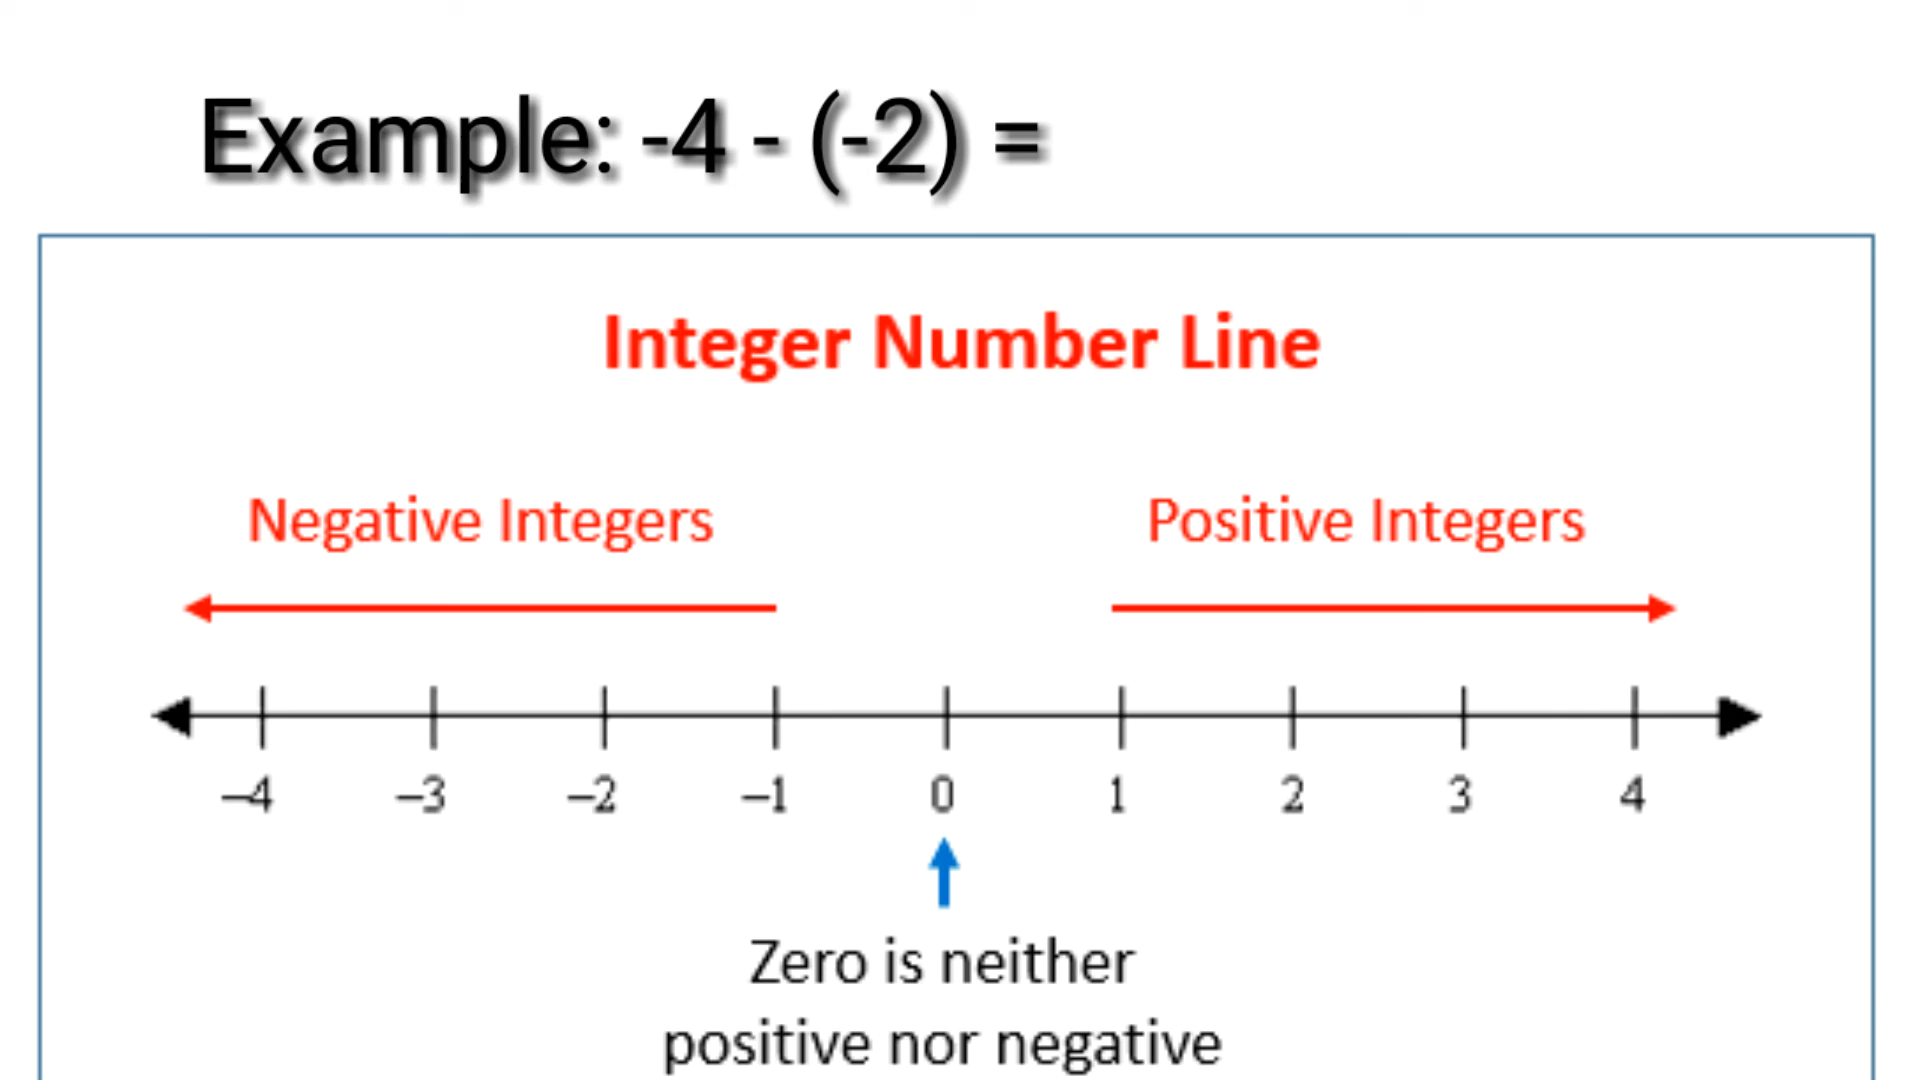 Example: -4 - (-2) =
Integer Number Line
Negative Integers Positive Integers
–4 –3 –2 –1 0 1 2 3 4
Zero is neither
positive nor negative